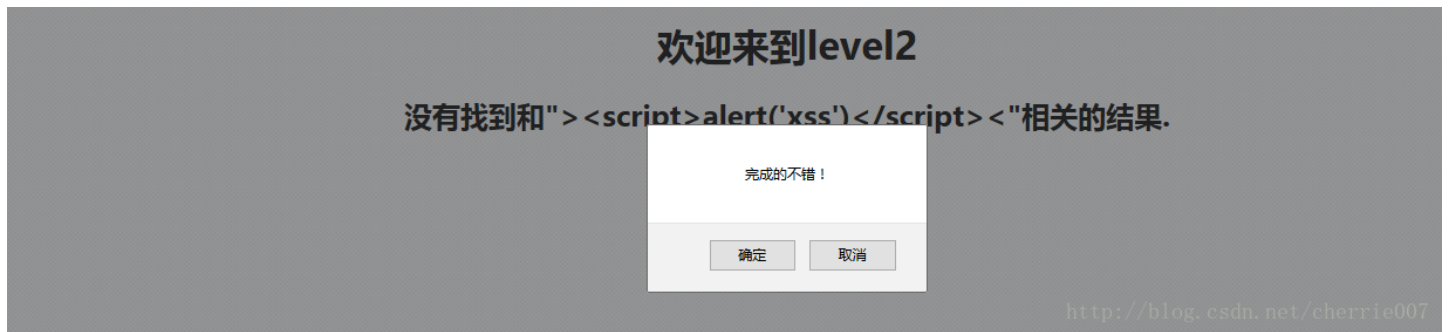 欢迎来到level2
没有找到和"><script>alert('xss')</script><"相关的结果.
完成的不错！
确定
取消
http://blog.csdn.net/cherrie007